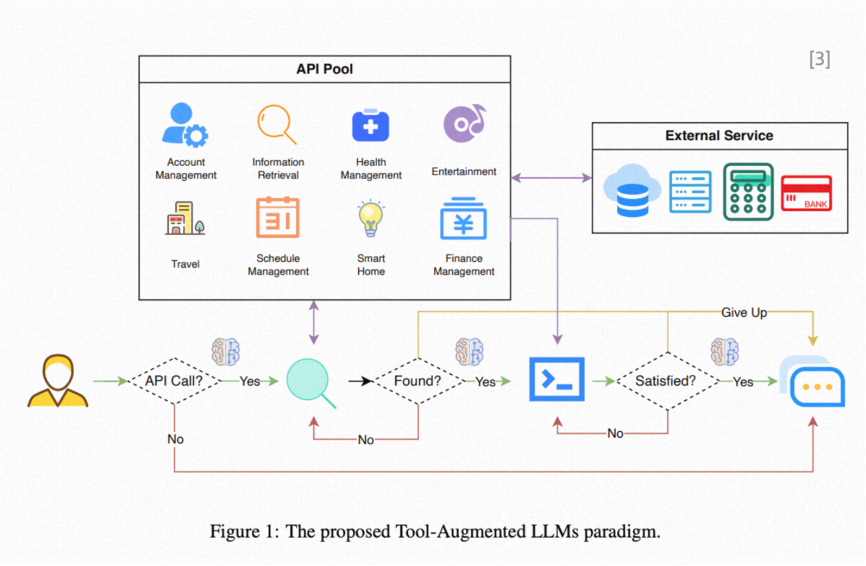 [3]
API Pool
Account
Management
Information
Retrieval
Health
Management
Entertainment
Travel
31
Schedule
Management
Smart
Home
¥
Finance
Management
External Service
BANK
Give Up
API Call?
Yes
Found?
Yes
>_
Satisfied?
Yes
No
No
No
Figure 1: The proposed Tool-Augmented LLMs paradigm.